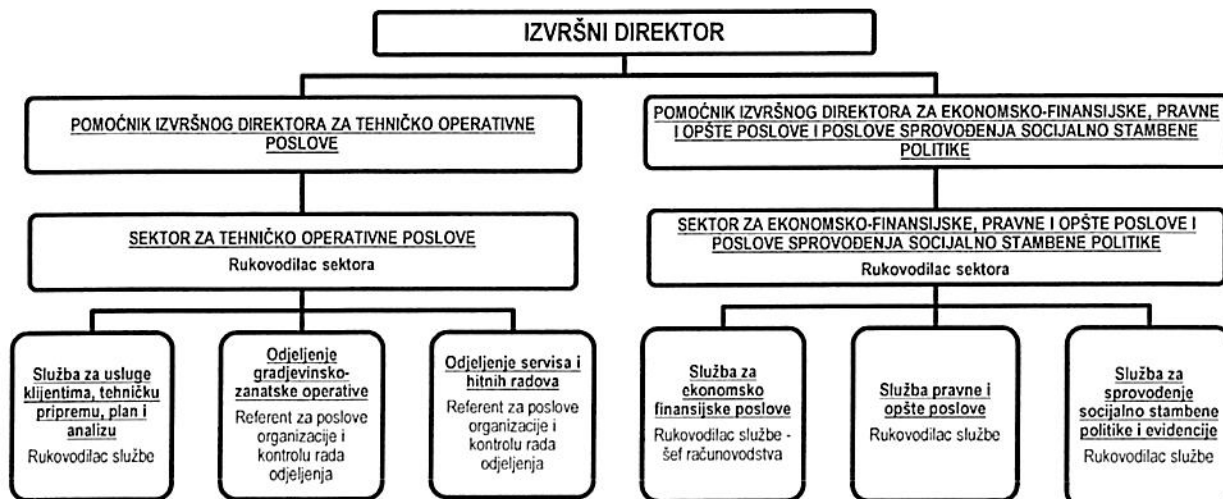 IZVRŠNI DIREKTOR
POMOĆNIK IZVRŠNOG DIREKTORA ZA TEHNIČKO OPERATIVNE
POSLOVE
POMOĆNIK IZVRŠNOG DIREKTORA ZA EKONOMSKO-FINANSIJSKE, PRAVNE
I OPŠTE POSLOVE I POSLOVE SPROVOĐENJA SOCIJALNO STAMBENE
POLITIKE
SEKTOR ZA TEHNIČKO OPERATIVNE POSLOVE
Rukovodilac sektora
SEKTOR ZA EKONOMSKO-FINANSIJSKE, PRAVNE I OPŠTE POSLOVE I
POSLOVE SPROVOĐENJA SOCIJALNO STAMBENE POLITIKE
Rukovodilac sektora
Služba za usluge
klijentima, tehničku
pripremu, plan i
analizu
Rukovodilac službe
Odjeljenje
gradjevinsko-
zanatske operative
Referent za poslove
organizacije i
kontrolu rada
odjeljenja
Odjeljenje servisa i
hitnih radova
Referent za poslove
organizacije i
kontrolu rada
odjeljenja
Služba za
ekonomsko
finansijske poslove
Rukovodilac službe -
šef računovodstva
Služba pravne i
opšte poslove
Rukovodilac službe
Služba za
sprovođenje
socijalno stambene
politike i evidencije
Rukovodilac službe